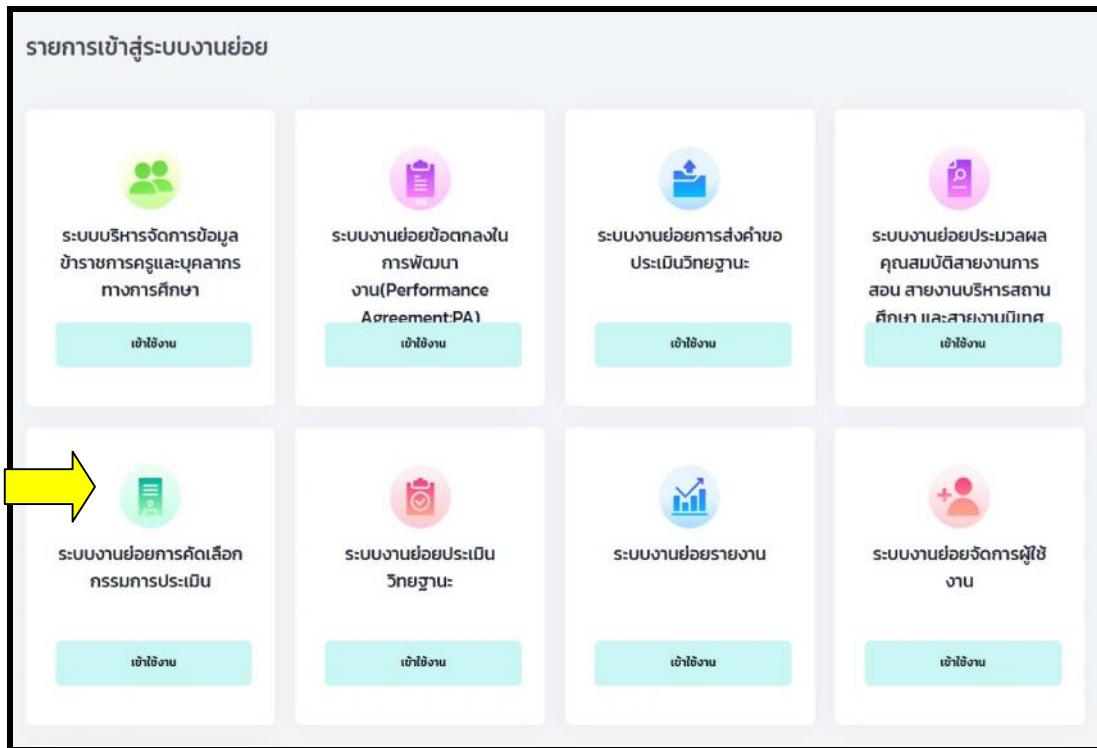 รายการเข้าสู่ระบบงานย่อย
ระบบบริหารจัดการข้อมูล
ข้าราชการครูและบุคลากร
ทางการศึกษา
เข้าใช้งาน
ระบบงานย่อยข้อตกลงใน
การพัฒนา
งาน(Performance
Agreement:PA)
เข้าใช้งาน
ระบบงานย่อยการส่งคำขอ
ประเมินวิทยฐานะ
เข้าใช้งาน
ระบบงานย่อยประมวลผล
คุณสมบัติสายงานการ
สอน สายงานบริหารสถาน
ศึกษา และสายงานนิเทศ
เข้าใช้งาน
ระบบงานย่อยการคัดเลือก
กรรมการประเมิน
เข้าใช้งาน
ระบบงานย่อยประเมิน
วิทยฐานะ
เข้าใช้งาน
ระบบงานย่อยรายงาน
เข้าใช้งาน
ระบบงานย่อยจัดการผู้ใช้
งาน
เข้าใช้งาน